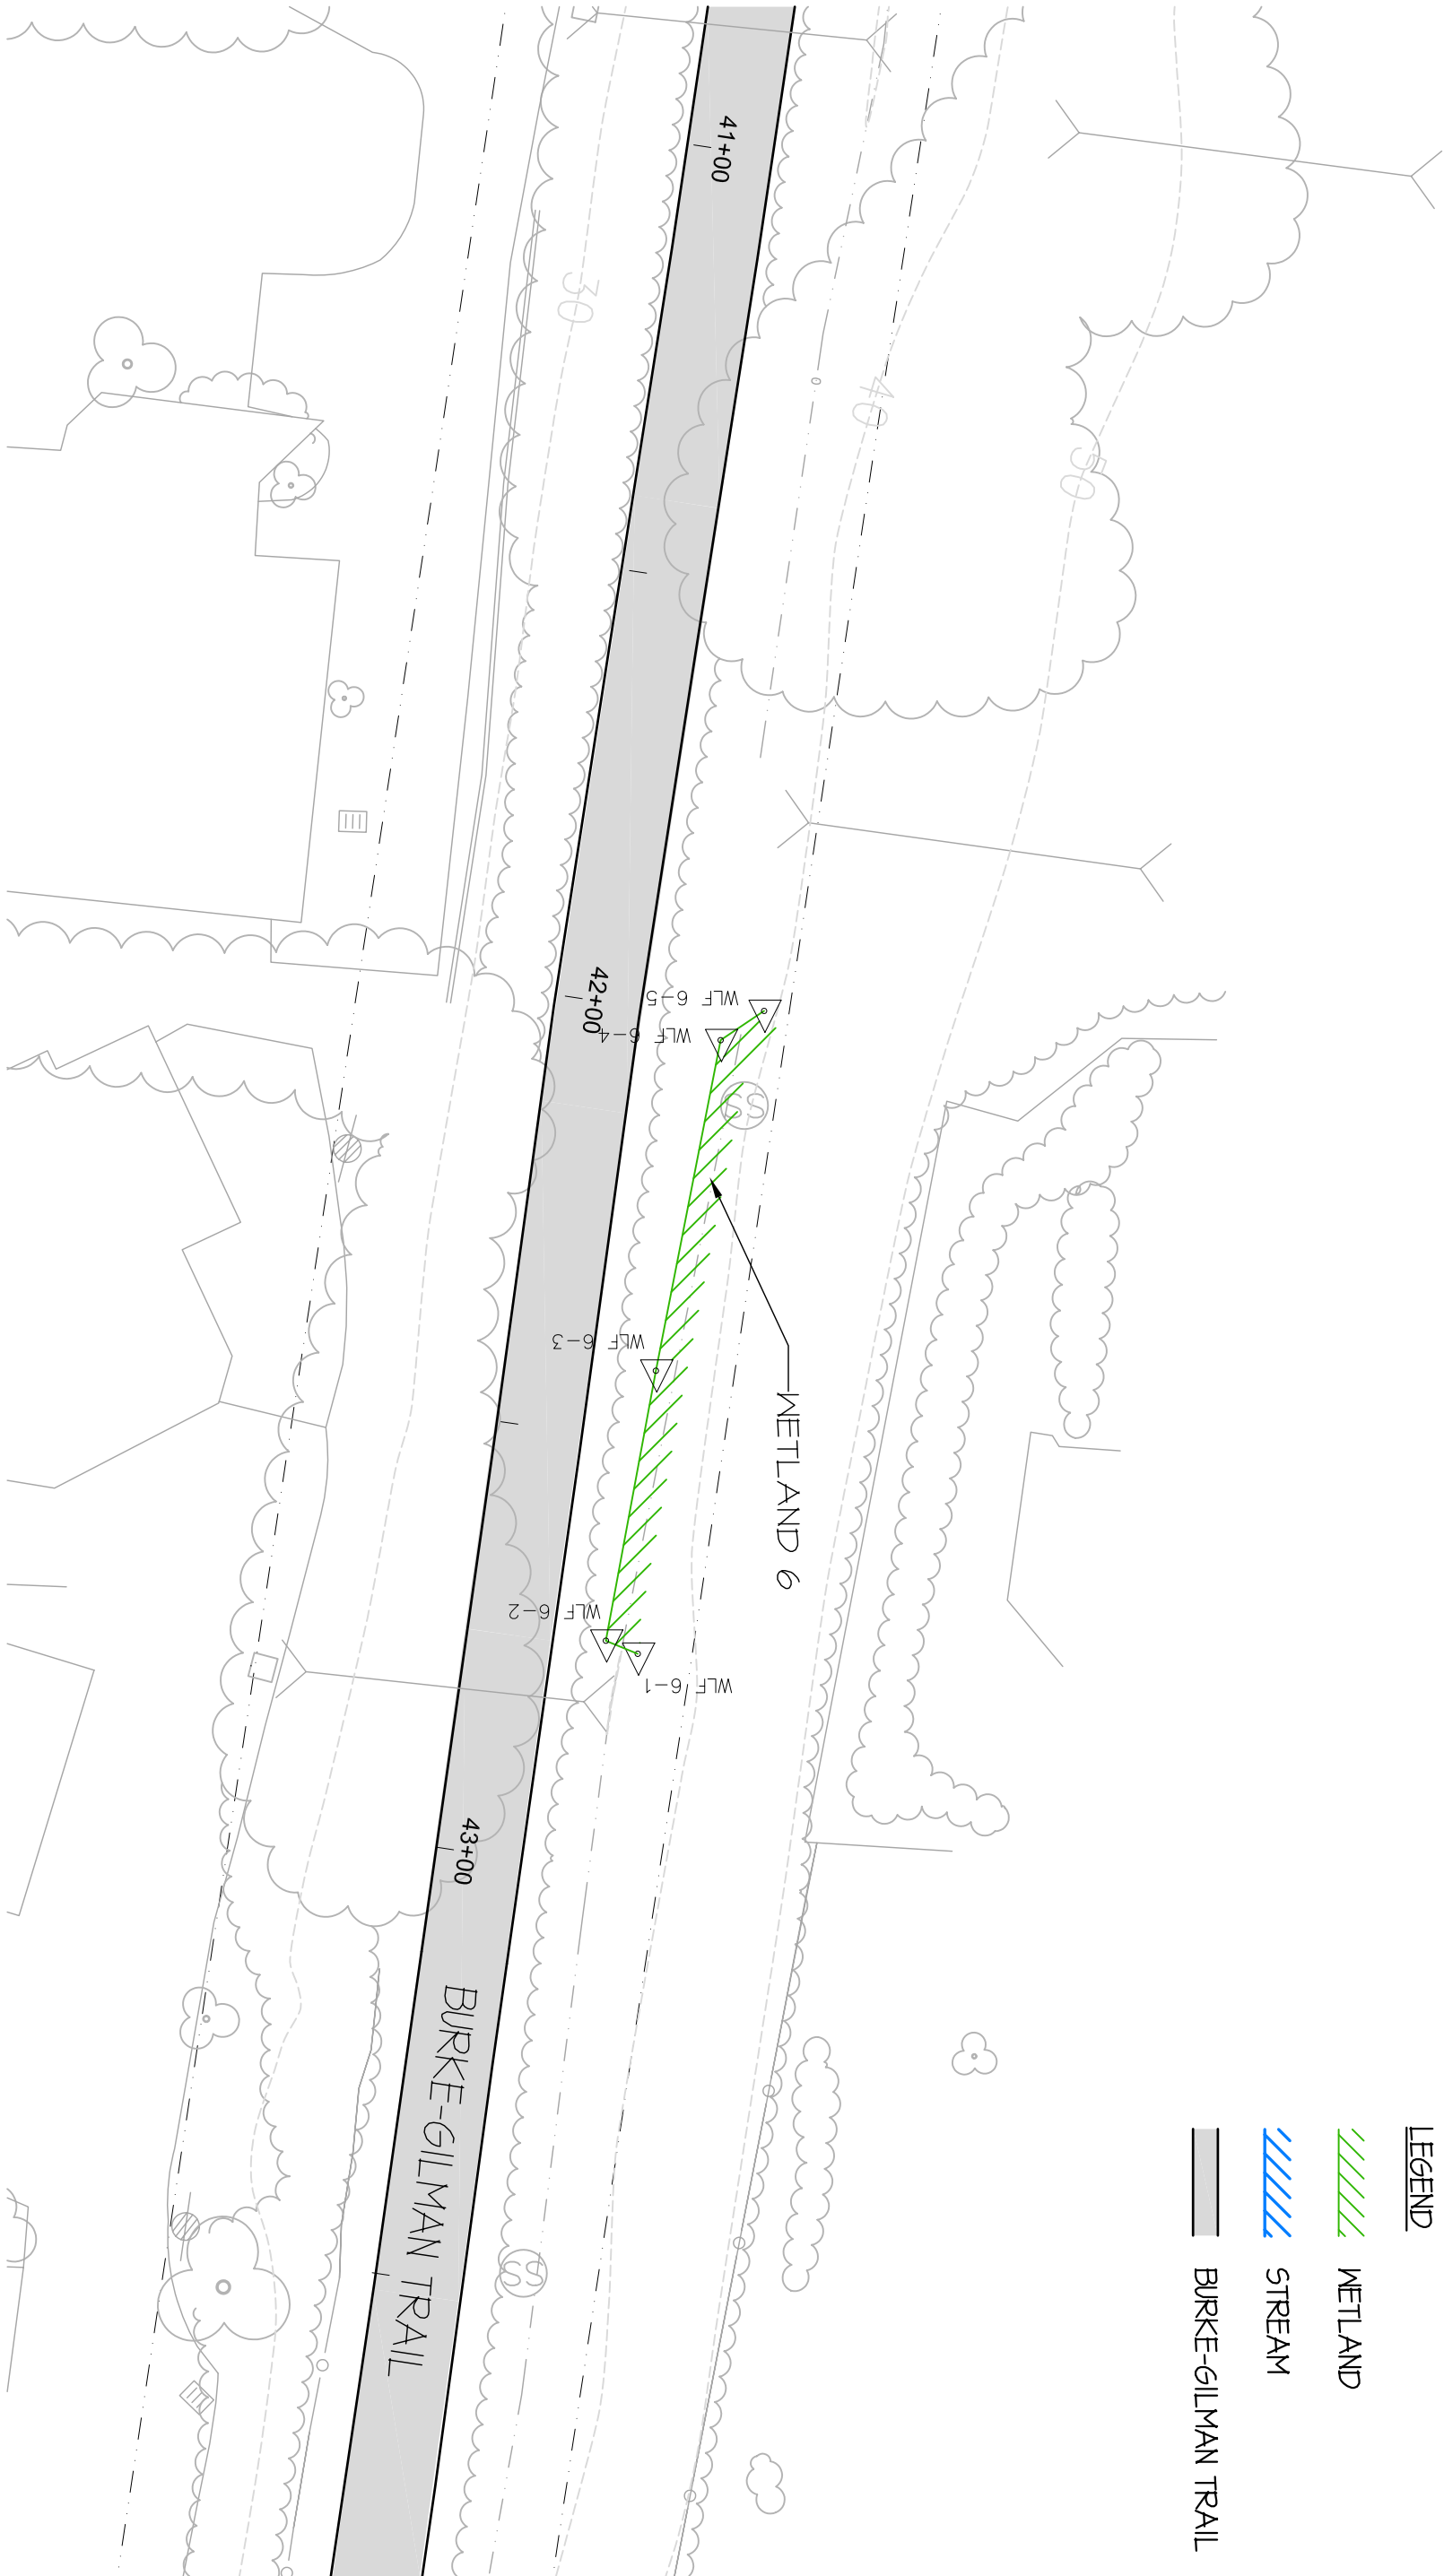 41+00
42+00
43+00
BURKE-GILMAN TRAIL
30
40
50
WLF 6-5
WLF 6-4
WLF 6-3
WLF 6-2
WLF 6-1
SS
SS
WETLAND 6
LEGEND
WETLAND
STREAM
BURKE-GILMAN TRAIL